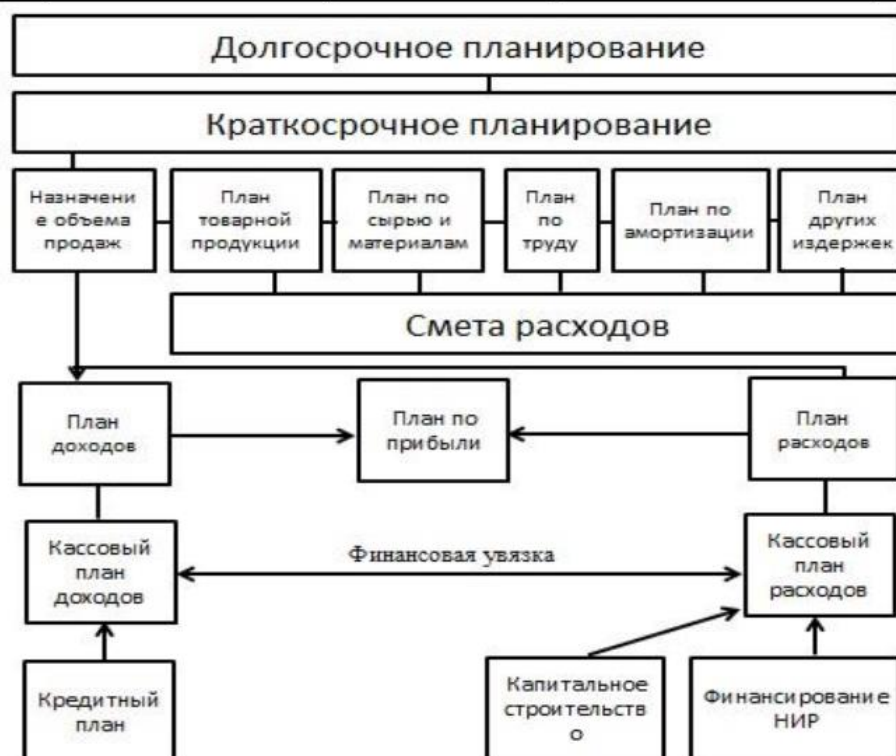 Долгосрочное планирование
Краткосрочное планирование
Назначени
е объема
продаж
План
товарной
продукции
План по
сырью и
материалам
План
по
труду
План по
амортизации
План
других
издержек
Смета расходов
План
доходов
План по
прибыли
План
расходов
Кассовый
план
доходов
Финансовая увязка
Кассовый
план
расходов
Кредитный
план
Капитальное
строительств
о
Финансирование
НИР